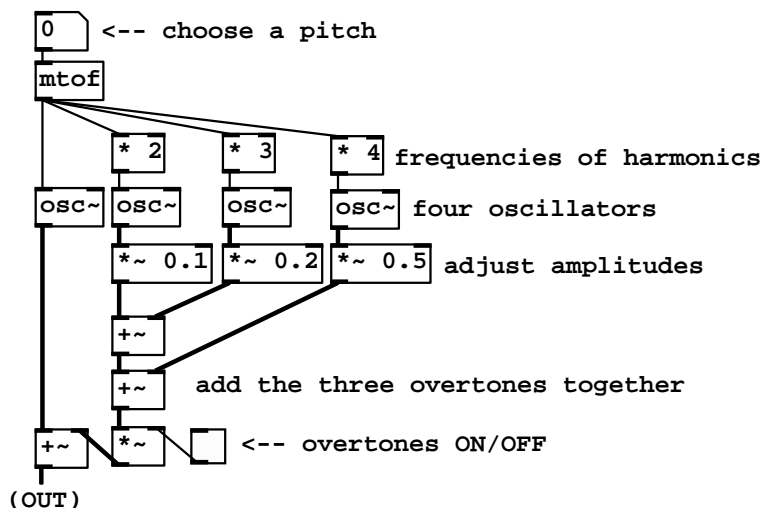 0 <-- choose a pitch
mtof
* 2 * 3 * 4 frequencies of harmonics
osc~ osc~ osc~ osc~ four oscillators
*~ 0.1 *~ 0.2 *~ 0.5 adjust amplitudes
+~
+~ add the three overtones together
+~ *~ <-- overtones ON/OFF
(OUT)